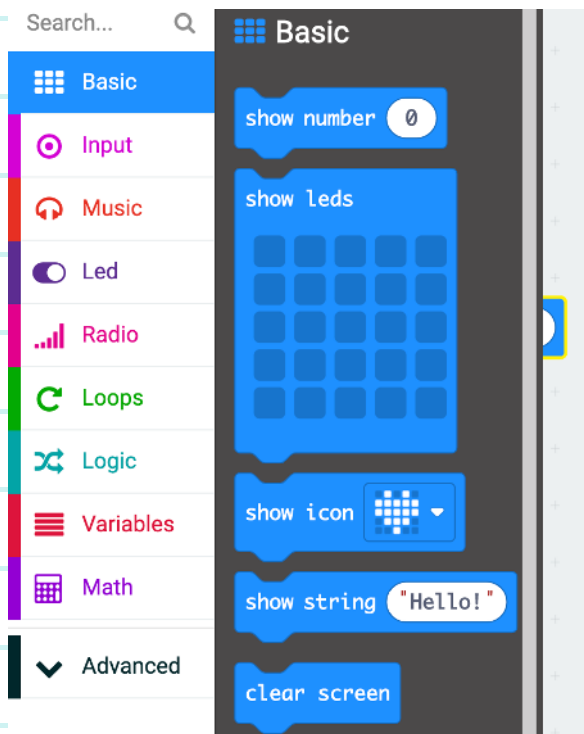 Search...
Basic
Input
Music
Led
Radio
Loops
Logic
Variables
Math
Advanced
Basic
show number 0
show leds
show icon
show string "Hello!"
clear screen